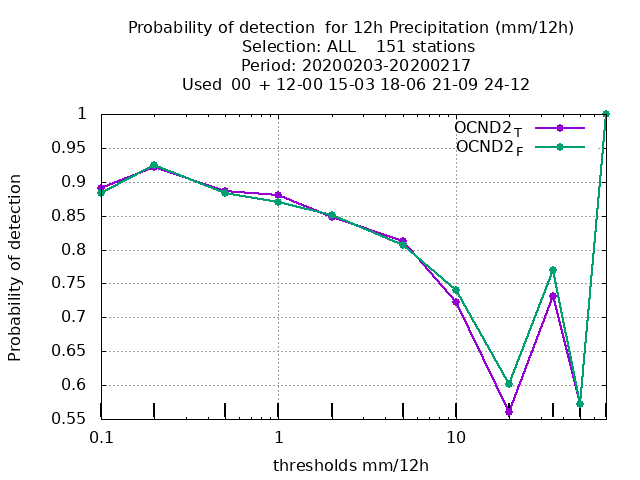 Probability of detection  for 12h Precipitation (mm/12h)
Selection: ALL    151 stations
Period: 20200203-20200217
Used  00 + 12-00 15-03 18-06 21-09 24-12
OCND2T
OCND2F
1
0.95
0.9
0.85
0.8
0.75
0.7
0.65
0.6
0.55
Probability of detection
0.1 1 10
thresholds mm/12h